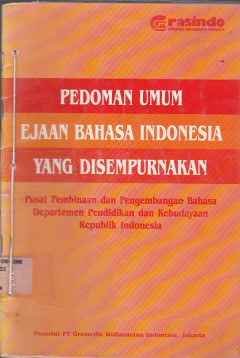 Grasindo
PEDOMAN UMUM
EJAAN BAHASA INDONESIA
YANG DISEMPURNAKAN
Pusat Pembinaan dan Pengembangan Bahasa
Departemen Pendidikan dan Kebudayaan
Republik Indonesia
Penerbit PT Gramedia Widiasarana Indonesia, Jakarta